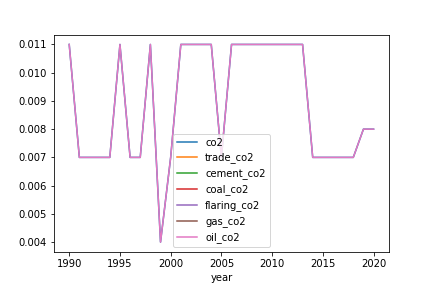 0.011
0.010
0.009
0.008
0.007
0.006
0.005
0.004
co2
trade_co2
cement_co2
coal_co2
flaring_co2
gas_co2
oil_co2
1990 1995 2000 2005 2010 2015 2020
year